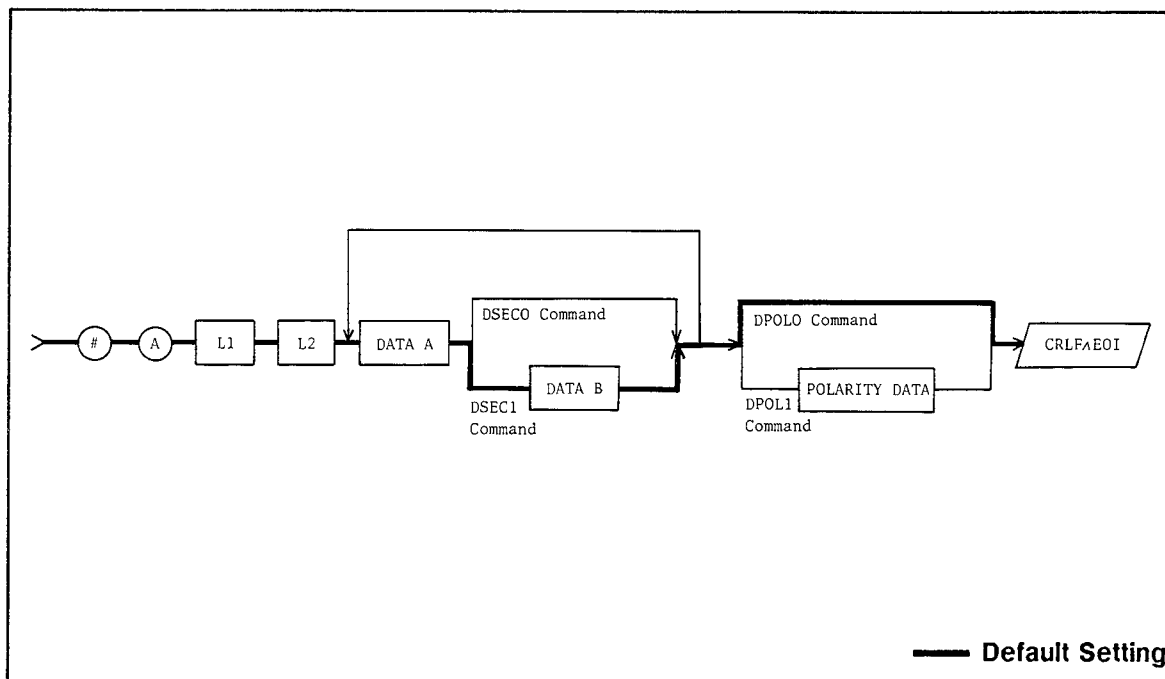 #
A
L1
L2
DATA A
DSEC0 Command
DATA B
DSEC1
Command
DPOL0 Command
POLARITY DATA
DPOL1
Command
CRLF∧EOI
Default Setting